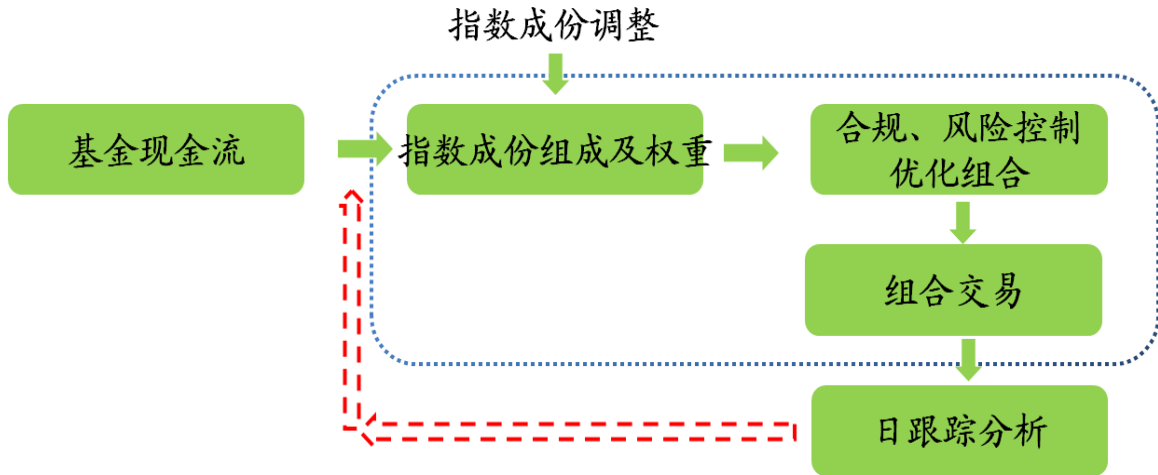 指数成份调整
基金现金流
指数成份组成及权重
合规、风险控制
优化组合
组合交易
日跟踪分析